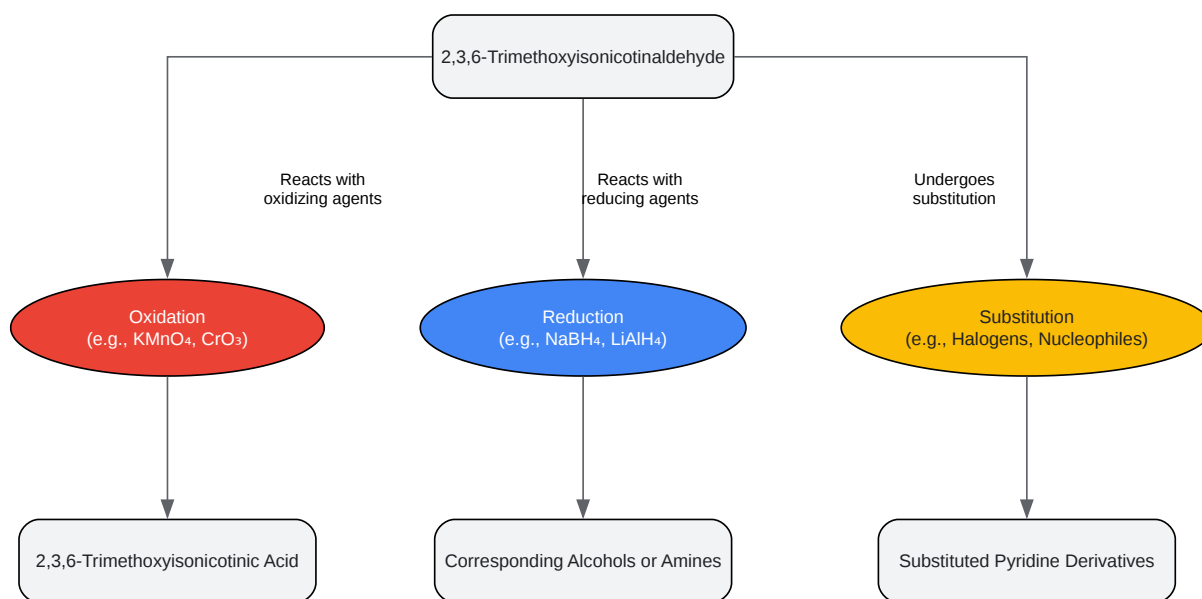 2,3,6-Trimethoxyisonicotinaldehyde
Reacts with
oxidizing agents
Reacts with
reducing agents
Undergoes
substitution
Oxidation
(e.g., KMnO₄, CrO₃)
Reduction
(e.g., NaBH₄, LiAlH₄)
Substitution
(e.g., Halogens, Nucleophiles)
2,3,6-Trimethoxyisonicotinic Acid
Corresponding Alcohols or Amines
Substituted Pyridine Derivatives